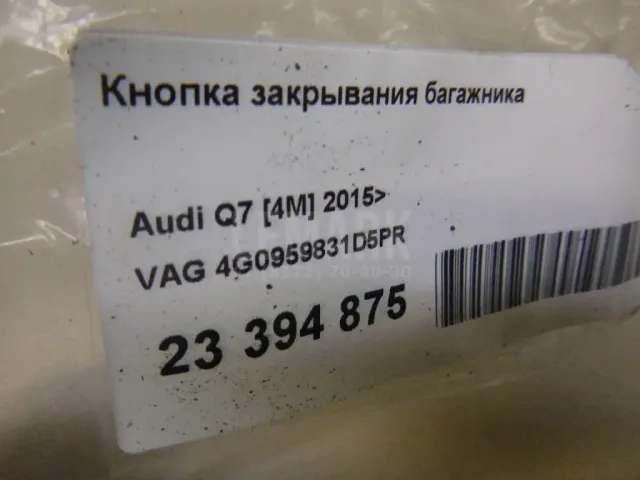 Кнопка закрывания багажника
Audi Q7 [4M] 2015>
VAG 4G0959831D5PR
23 394 875